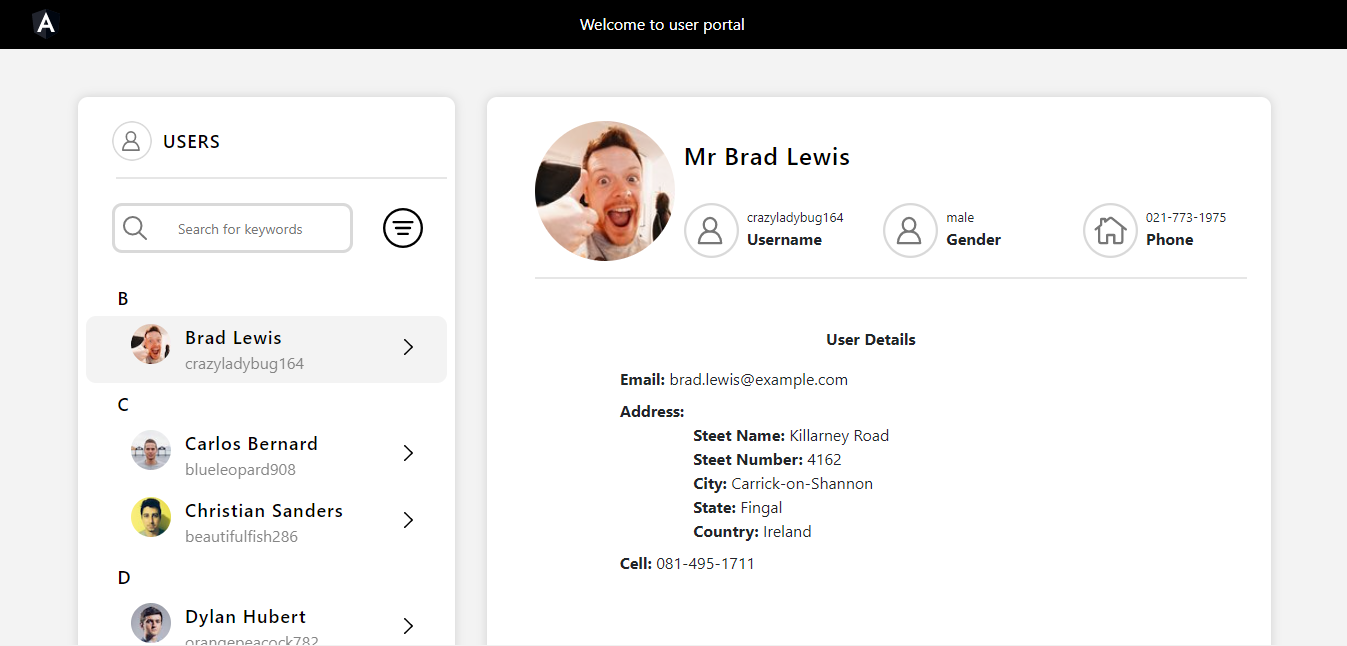 A
Welcome to user portal
USERS
Search for keywords
B
Brad Lewis
crazyladybug164
C
Carlos Bernard
blueleopard908
Christian Sanders
beautifulfish286
D
Dylan Hubert
orangepeacock782
Mr Brad Lewis
crazyladybug164
Username
male
Gender
021-773-1975
Phone
User Details
Email: brad.lewis@example.com
Address:
Steet Name: Killarney Road
Steet Number: 4162
City: Carrick-on-Shannon
State: Fingal
Country: Ireland
Cell: 081-495-1711